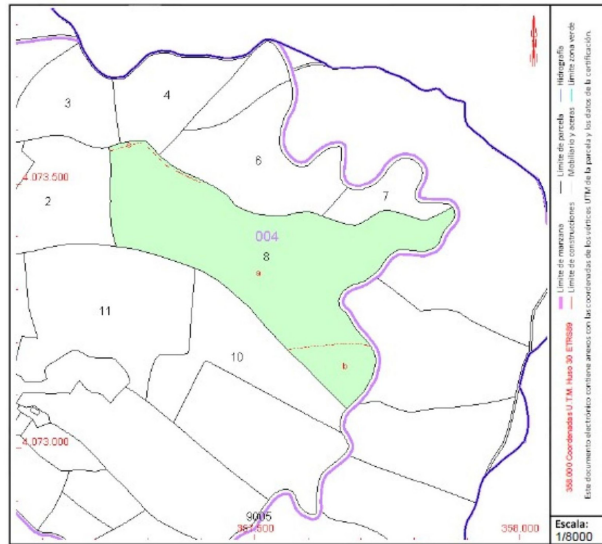 3
4
4.073.500
6
2
7
004
8
a
11
10
b
4.073.000
9005
358.000
Límite de manzana
Límite de parcela
Hidrografía
Límite de construcciones
Mobiliario y aceras
Límite zona verde
358.000 Coordenadas U.T.M. Huso 30 ETRS89
Este documento electrónico contiene anexos con las coordenadas de los vértices UTM de la parcela y los datos de la certificación.
Escala:
1/8000